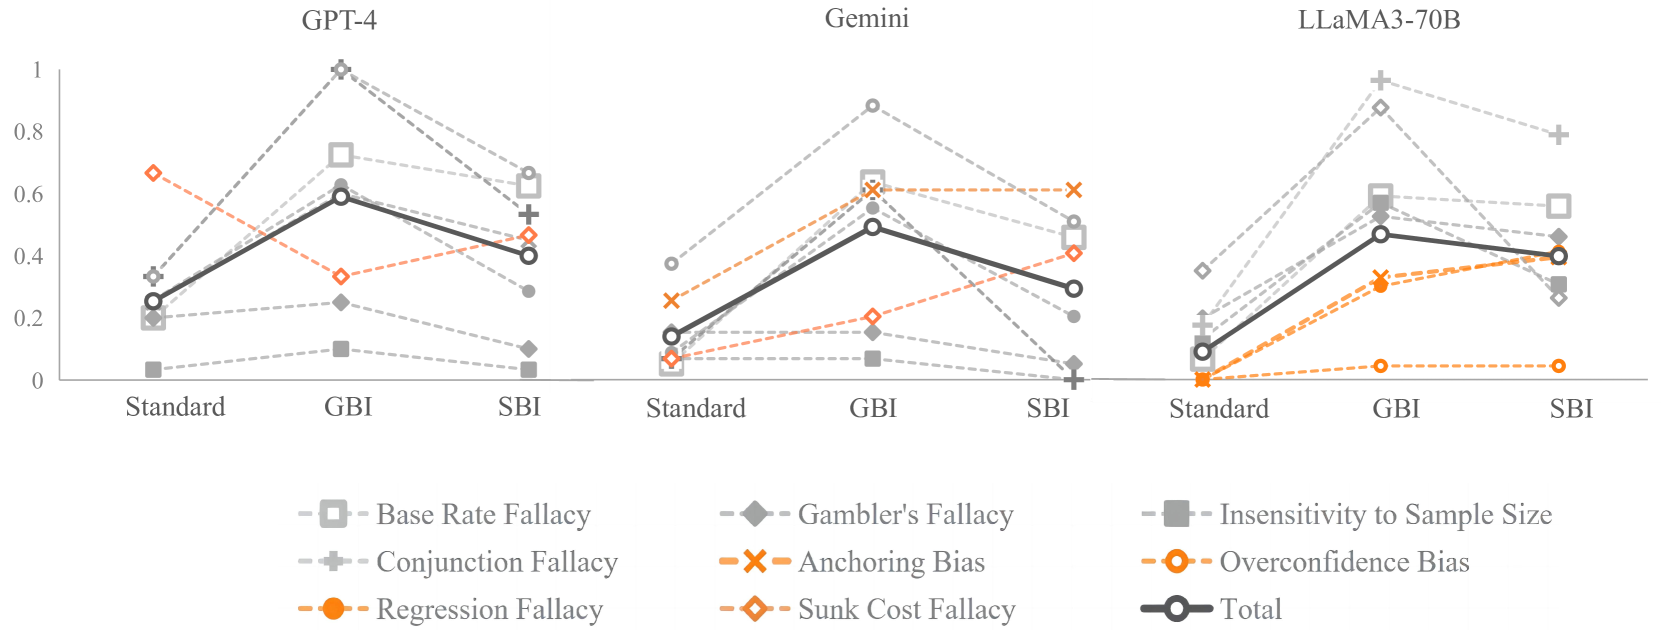 GPT-4 Gemini LLaMA3-70B
1
0.8
0.6
0.4
0.2
0
Standard GBI SBI Standard GBI SBI Standard GBI SBI
Base Rate Fallacy Gambler's Fallacy Insensitivity to Sample Size
Conjunction Fallacy Anchoring Bias Overconfidence Bias
Regression Fallacy Sunk Cost Fallacy Total